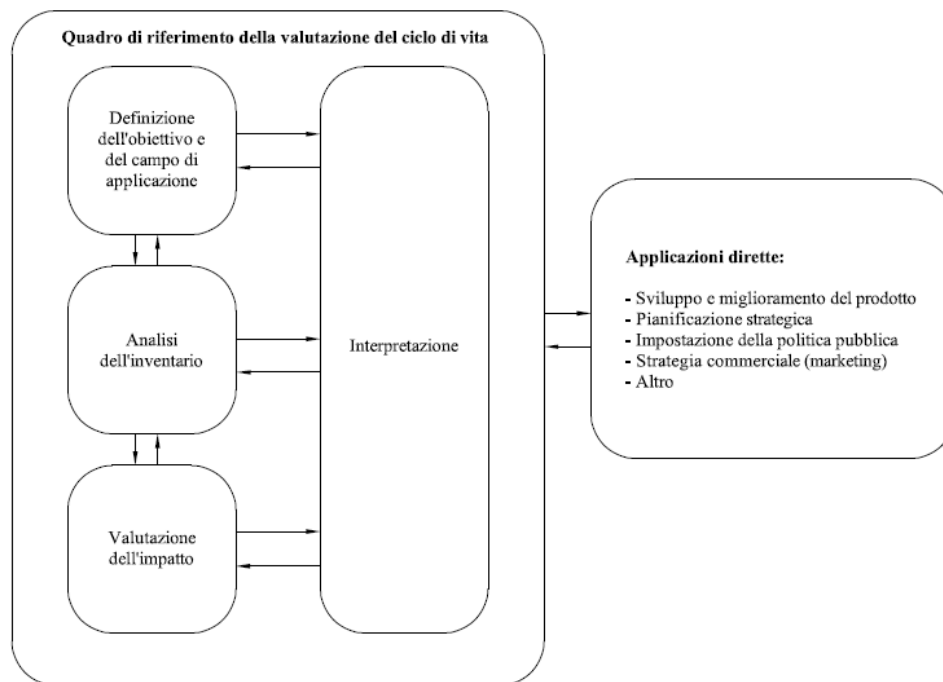 Quadro di riferimento della valutazione del ciclo di vita
Definizione
dell'obiettivo e
del campo di
applicazione
Analisi
dell'inventario
Valutazione
dell'impatto
Interpretazione
Applicazioni dirette:
- Sviluppo e miglioramento del prodotto
- Pianificazione strategica
- Impostazione della politica pubblica
- Strategia commerciale (marketing)
- Altro